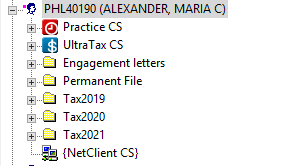 PHL40190 (ALEXANDER, MARIA C)
Practice CS
UltraTax CS
Engagement letters
Permanent File
Tax2019
Tax2020
Tax2021
{NetClient CS}